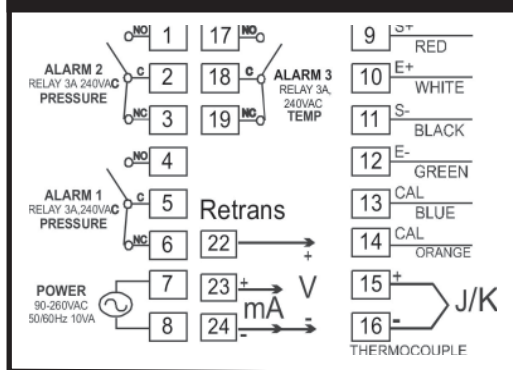 NO 1 17 NO
ALARM 2
RELAY 3A 240VAC
PRESSURE
C 2 18 C
ALARM 3
RELAY 3A,
240VAC
TEMP
NC 3 19 NC
NO 4
ALARM 1
RELAY 3A,240VAC
PRESSURE
C 5
Retrans
NC 6 22 +
POWER
90-260VAC
50/60Hz 10VA
7 23 + V
mA
8 24 - -
9 S+
RED
10 E+
WHITE
11 S-
BLACK
12 E-
GREEN
13 CAL
BLUE
14 CAL
ORANGE
15 +
J/K
16 -
THERMOCOUPLE